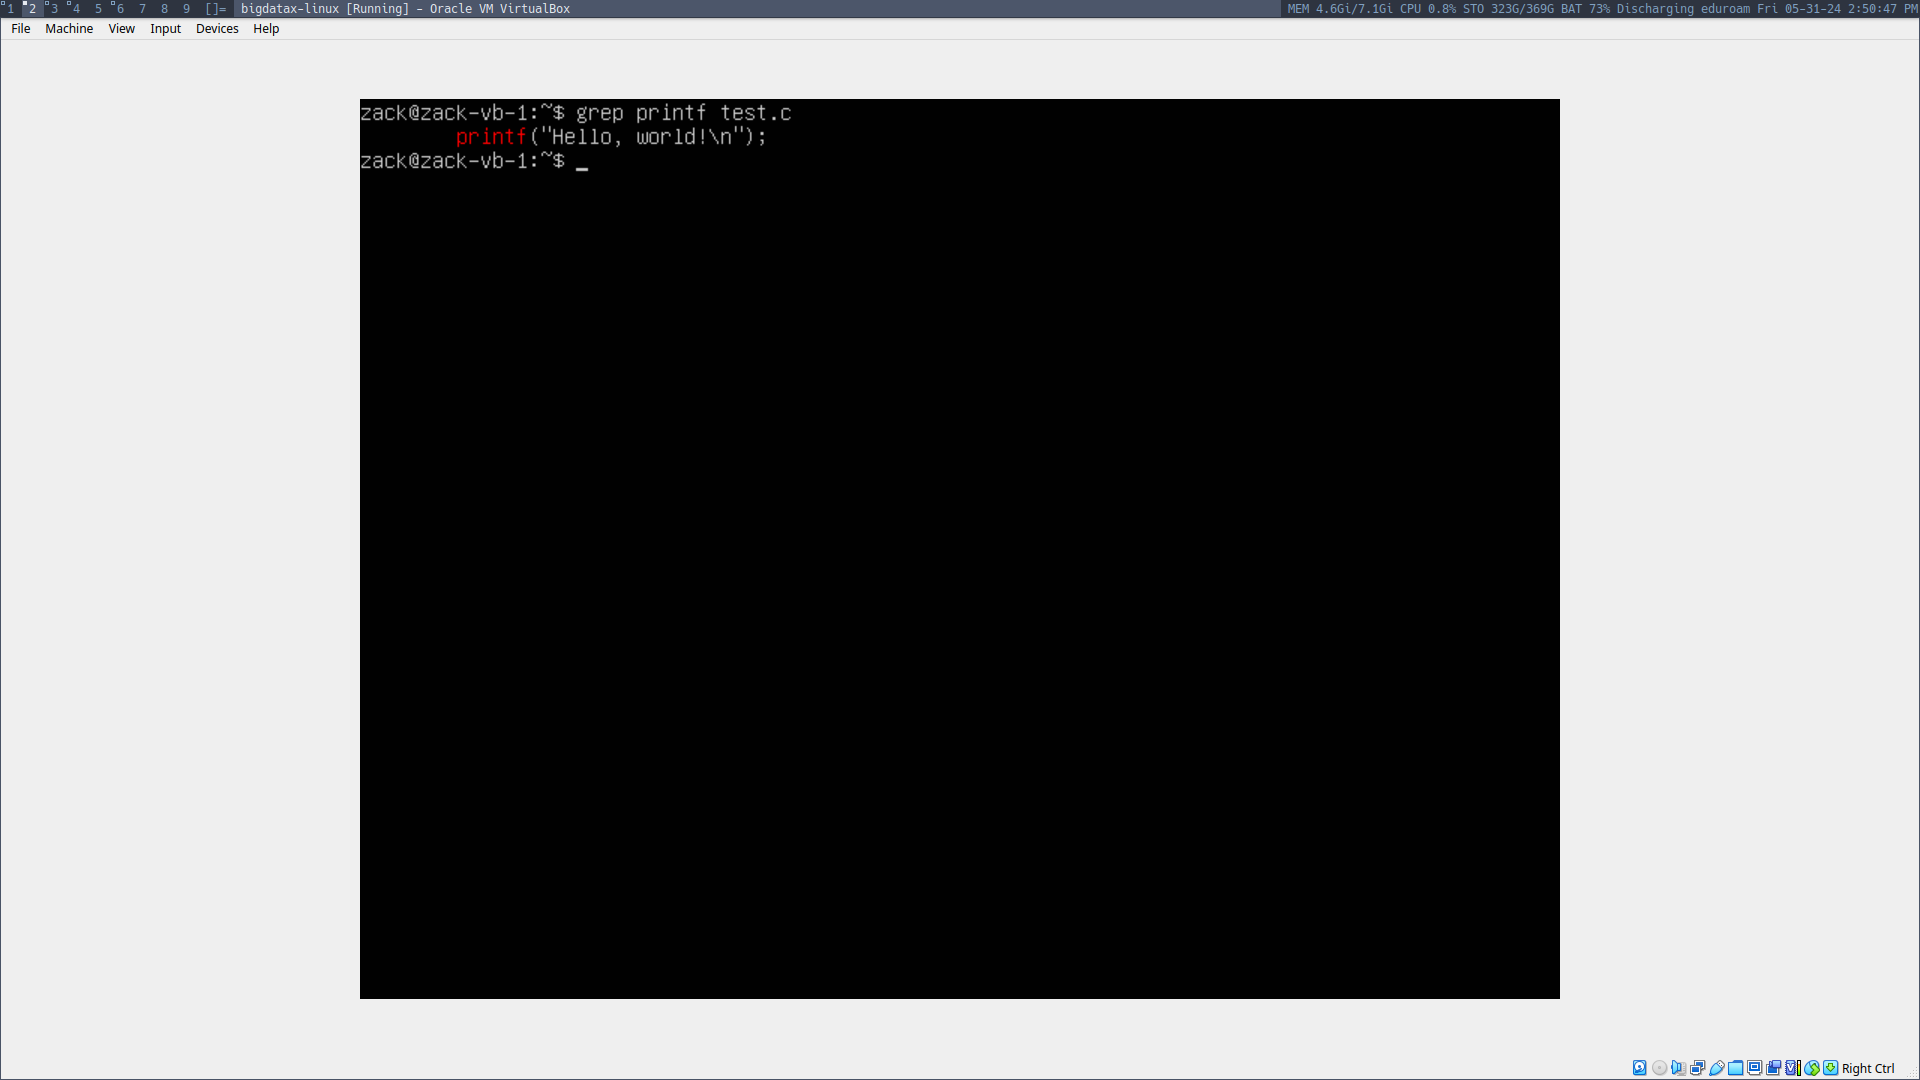 1 2 3 4 5 6 7 8 9 []= bigdatax-linux [Running] - Oracle VM VirtualBox MEM 4.6Gi/7.1Gi CPU 0.8% STO 323G/369G BAT 73% Discharging eduroam Fri 05-31-24 2:50:47 PM
File Machine View Input Devices Help
zack@zack-vb-1:~$ grep printf test.c
        printf("Hello, world!\n");
zack@zack-vb-1:~$ _
Right Ctrl